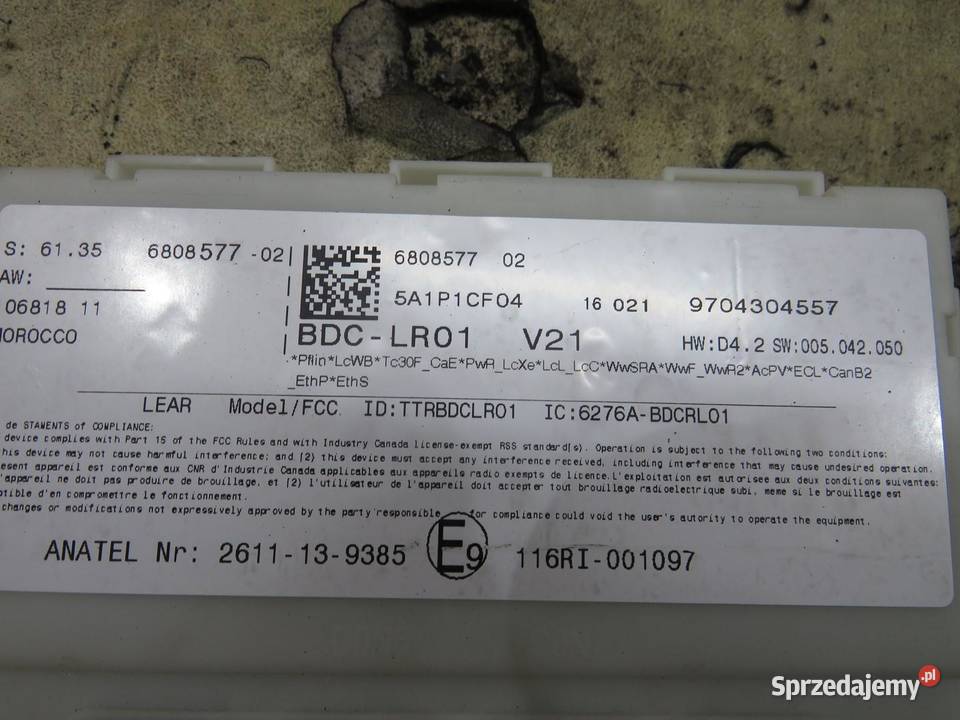 S: 61.35 6808577 -02
AW:
06818 11
MOROCCO
6808577 02
5A1P1CF04 16 021 9704304557
BDC-LR01 V21 HW:D4.2 SW:005.042.050
*Pflin*LcWB*Tc30F_CaE*PwR_LcXe*LcL_LcC*WwSRA*WwF_WwR2*AcPV*ECL*CanB2
_EthP*EthS
LEAR Model/FCC ID:TTRBDCLR01 IC:6276A-BDCRL01
de STAMENTS of COMPLIANCE:
device complies with Part 15 of the FCC Rules and with Industry Canada license-exempt RSS standard(s). Operation is subject to the following two conditions:
this device may not cause harmful interference; and (2) this device must accept any interference received, including interference that may cause undesired operation.
esent appareil est conforme aux CNR d'Industrie Canada applicables aux appareils radio exempts de licence. L'exploitation est autorisee aux deux conditions suivantes:
l'appareil ne doit pas produire de brouillage, et (2) l'utilisateur de l'appareil doit accepter tout brouillage radioelectrique subi, meme si le brouillage est
ptible d'en compromettre le fonctionnement.
changes or modifications not expressively approved by the party responsible for compliance could void the user's authority to operate the equipment.
ANATEL Nr: 2611-13-9385 E9 116RI-001097
Sprzedajemy.pl